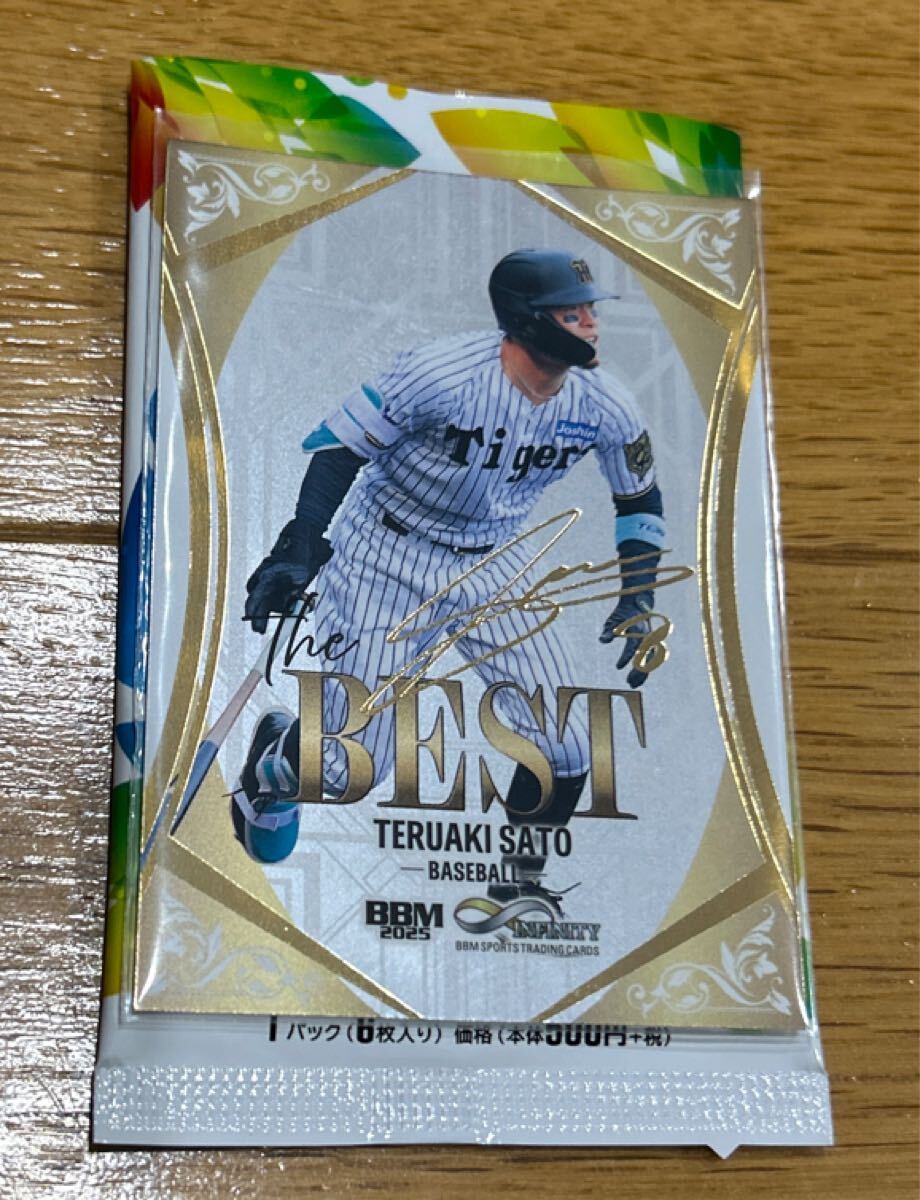 Joshin
Tigers
The
BEST
TERUAKI SATO
BASEBALL
BBM
2025
INFINITY
BBM SPORTS TRADING CARDS
1パック(6枚入り) 価格(本体500円+税)